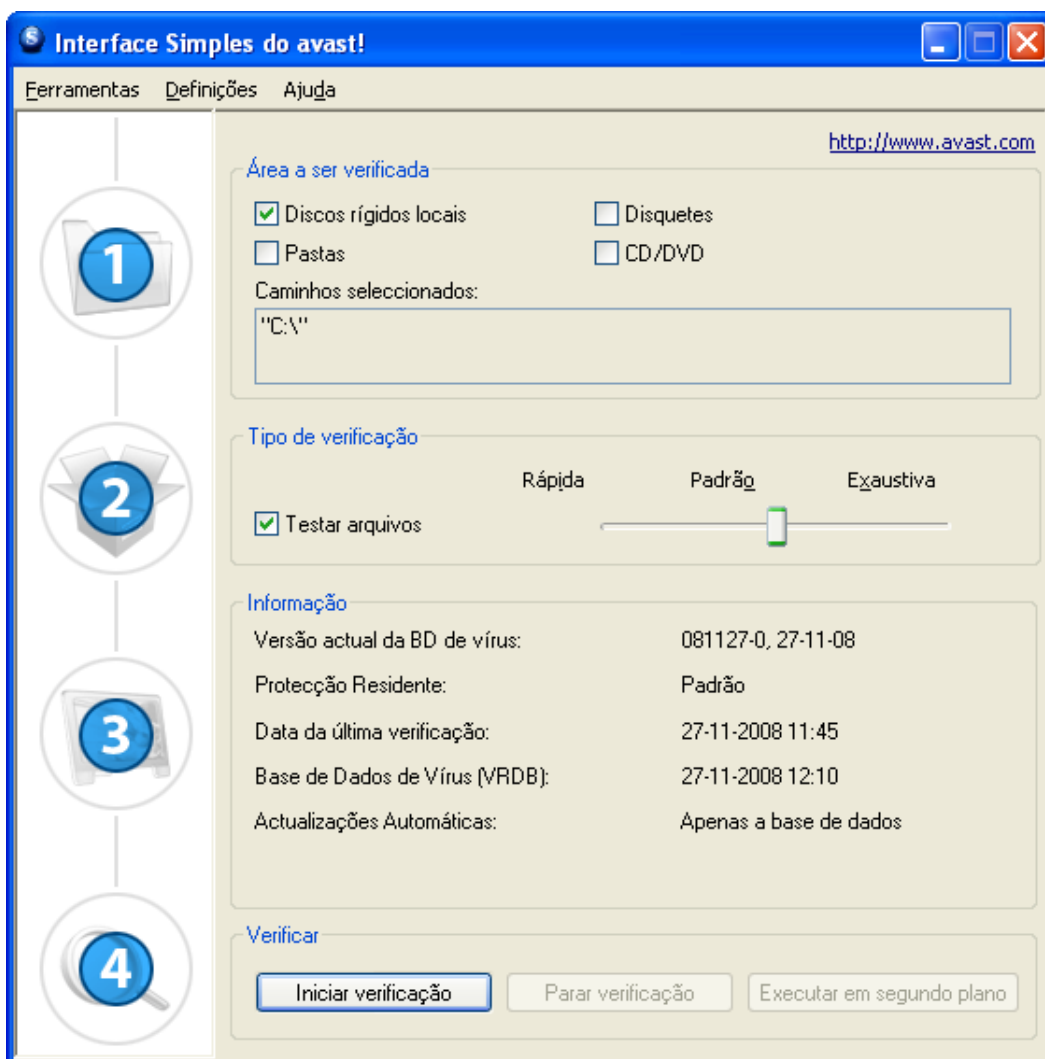 Interface Simples do avast!
Ferramentas Definições Ajuda
http://www.avast.com
Área a ser verificada
Discos rígidos locais Disquetes
Pastas CD/DVD
Caminhos seleccionados:
"C:\"
Tipo de verificação
Rápida Padrão Exaustiva
Testar arquivos
Informação
Versão actual da BD de vírus: 081127-0, 27-11-08
Protecção Residente: Padrão
Data da última verificação: 27-11-2008 11:45
Base de Dados de Vírus (VRDB): 27-11-2008 12:10
Actualizações Automáticas: Apenas a base de dados
Verificar
Iniciar verificação Parar verificação Executar em segundo plano
1
2
3
4